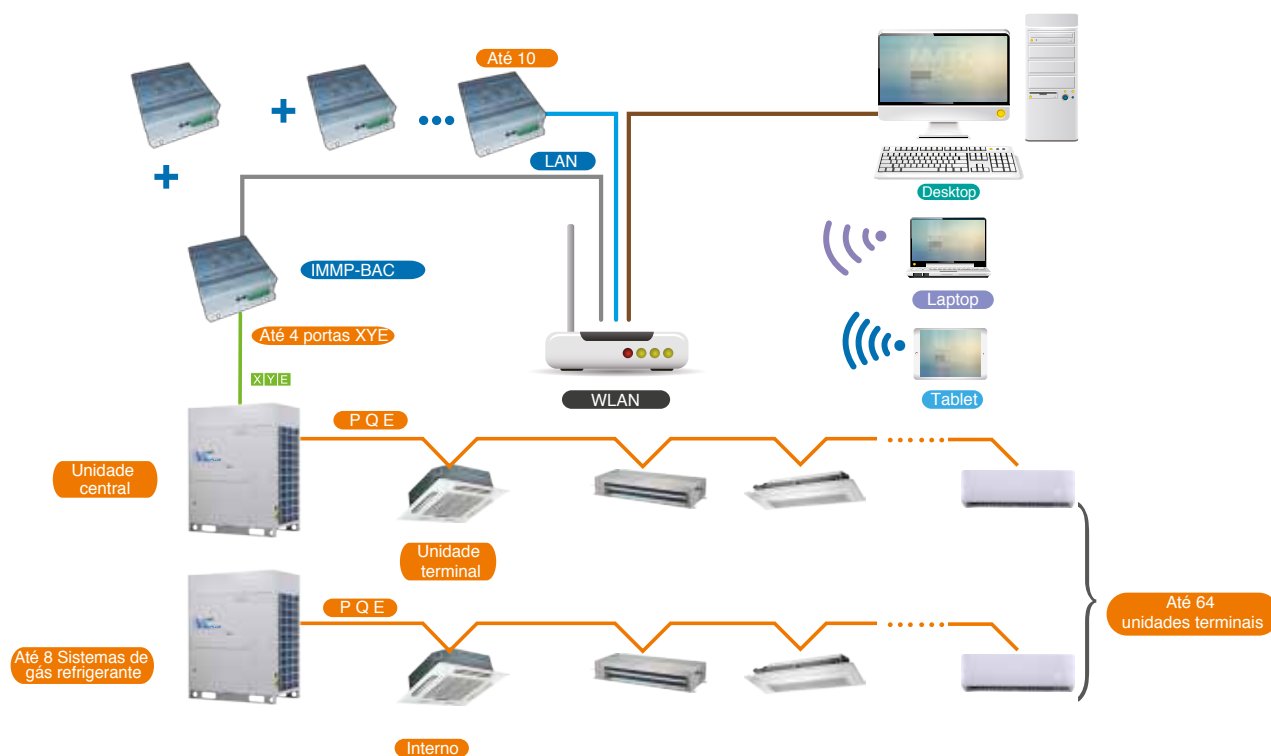 Até 10
LAN
Desktop
IMMP-BAC
Laptop
Até 4 portas XYE
X Y E
WLAN
Tablet
P Q E
Unidade
central
Unidade
terminal
P Q E
Até 64
unidades terminais
Até 8 Sistemas de
gás refrigerante
Interno